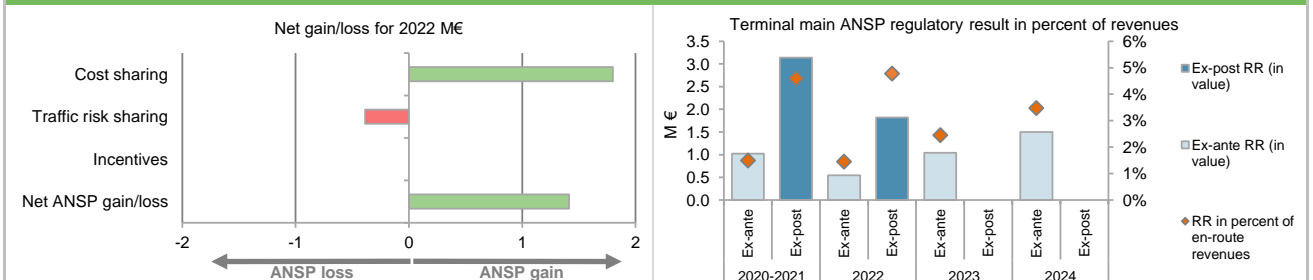 Net gain/loss for 2022 M€
Cost sharing
Traffic risk sharing
Incentives
Net ANSP gain/loss
-2
-1
0
1
2
ANSP loss
ANSP gain
Terminal main ANSP regulatory result in percent of revenues
M €
3.5
3.0
2.5
2.0
1.5
1.0
0.5
0.0
6%
5%
4%
3%
2%
1%
0%
Ex-ante
Ex-post
Ex-ante
Ex-post
Ex-ante
Ex-post
Ex-ante
Ex-post
2020-2021
2022
2023
2024
Ex-post RR (in
value)
Ex-ante RR (in
value)
RR in percent of
en-route
revenues